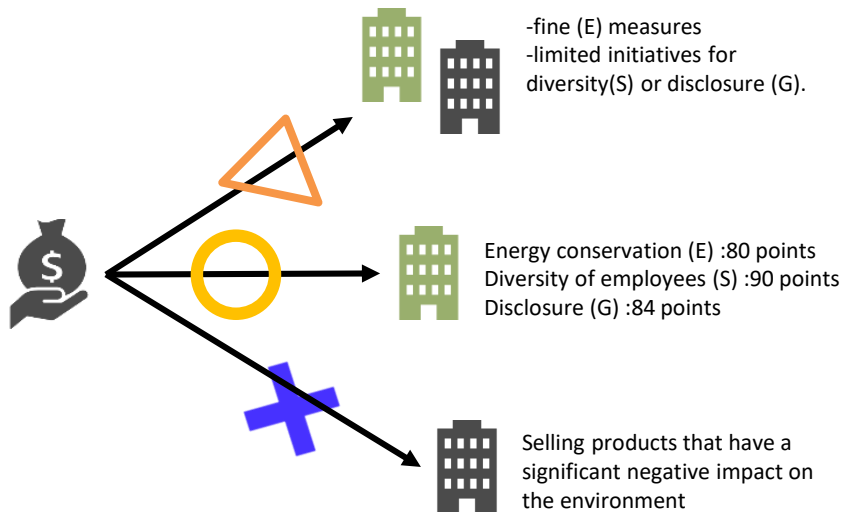 -fine (E) measures
-limited initiatives for
diversity(S) or disclosure (G).
$
Energy conservation (E) :80 points
Diversity of employees (S) :90 points
Disclosure (G) :84 points
Selling products that have a
significant negative impact on
the environment